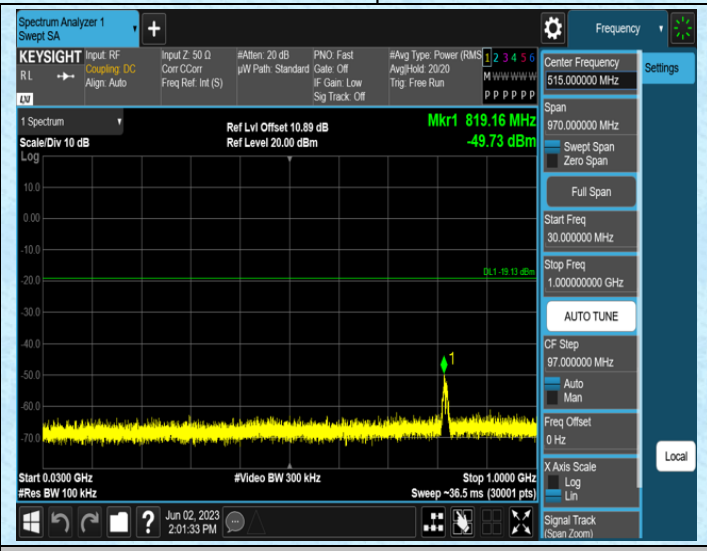 Spectrum Analyzer 1
Swept SA
+
Frequency
KEYSIGHT
RL
LXI
Input: RF
Coupling: DC
Align: Auto
Input Z: 50 Ω
Corr CCorr
Freq Ref: Int (S)
#Atten: 20 dB
µW Path: Standard
PNO: Fast
Gate: Off
IF Gain: Low
Sig Track: Off
#Avg Type: Power (RMS
Avg|Hold: 20/20
Trig: Free Run
1 2 3 4 5 6
M W W W W W
P P P P P P
1 Spectrum
Scale/Div 10 dB
Log
Ref Lvl Offset 10.89 dB
Ref Level 20.00 dBm
Mkr1 819.16 MHz
-49.73 dBm
10.0
0.00
-10.0
-20.0
-30.0
-40.0
-50.0
-60.0
-70.0
DL1 -19.13 dBm
1
Start 0.0300 GHz
#Res BW 100 kHz
#Video BW 300 kHz
Stop 1.0000 GHz
Sweep ~36.5 ms (30001 pts)
?
Jun 02, 2023
2:01:33 PM
Center Frequency
515.000000 MHz
Span
970.000000 MHz
Swept Span
Zero Span
Full Span
Start Freq
30.000000 MHz
Stop Freq
1.000000000 GHz
AUTO TUNE
CF Step
97.000000 MHz
Auto
Man
Freq Offset
0 Hz
X Axis Scale
Log
Lin
Signal Track
(Span Zoom)
Settings
Local